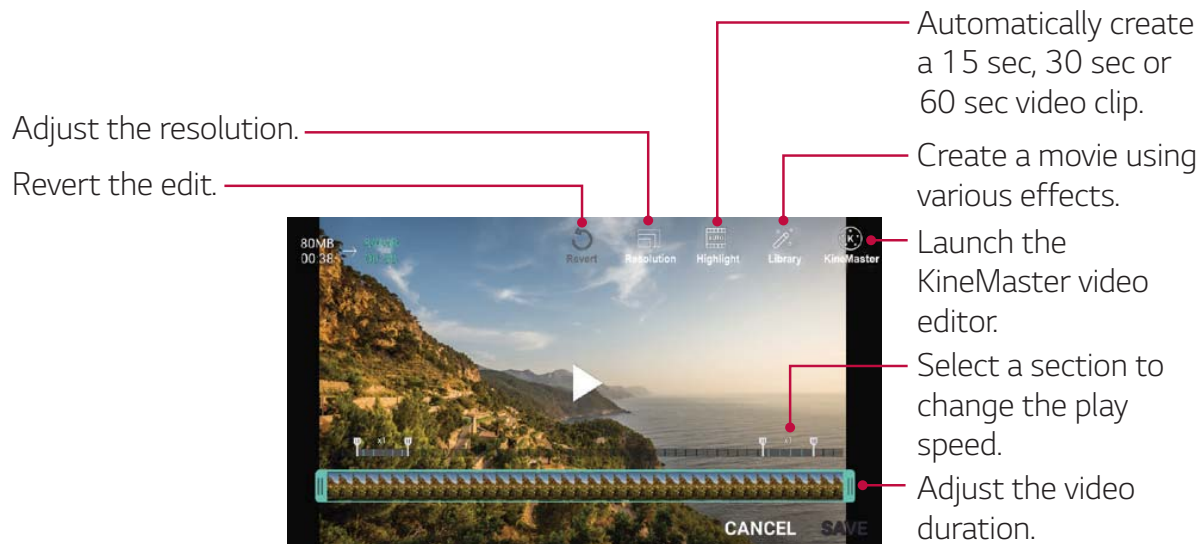 Automatically create
a 15 sec, 30 sec or
60 sec video clip.
Adjust the resolution.
Create a movie using
various effects.
Revert the edit.
80MB
00:38
Revert
Resolution
Highlight
Library
KineMaster
Launch the
KineMaster video
editor.
Select a section to
change the play
speed.
x1
x1
Adjust the video
duration.
CANCEL
SAVE